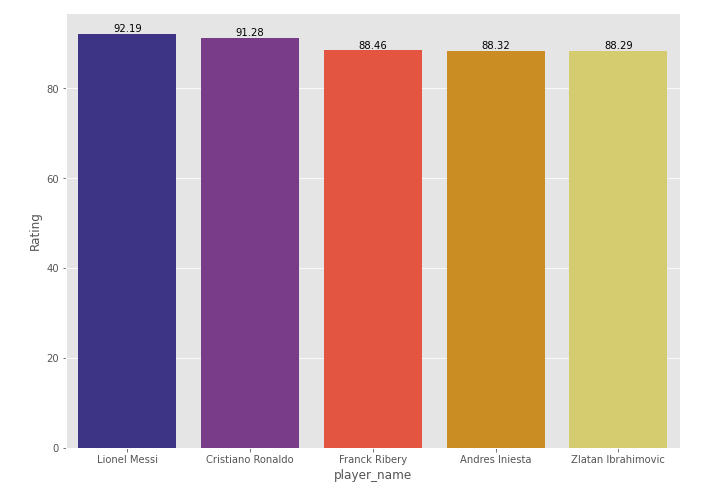 92.19
91.28
88.46
88.32
88.29
80
60
40
20
0
Rating
Lionel Messi
Cristiano Ronaldo
Franck Ribery
Andres Iniesta
Zlatan Ibrahimovic
player_name